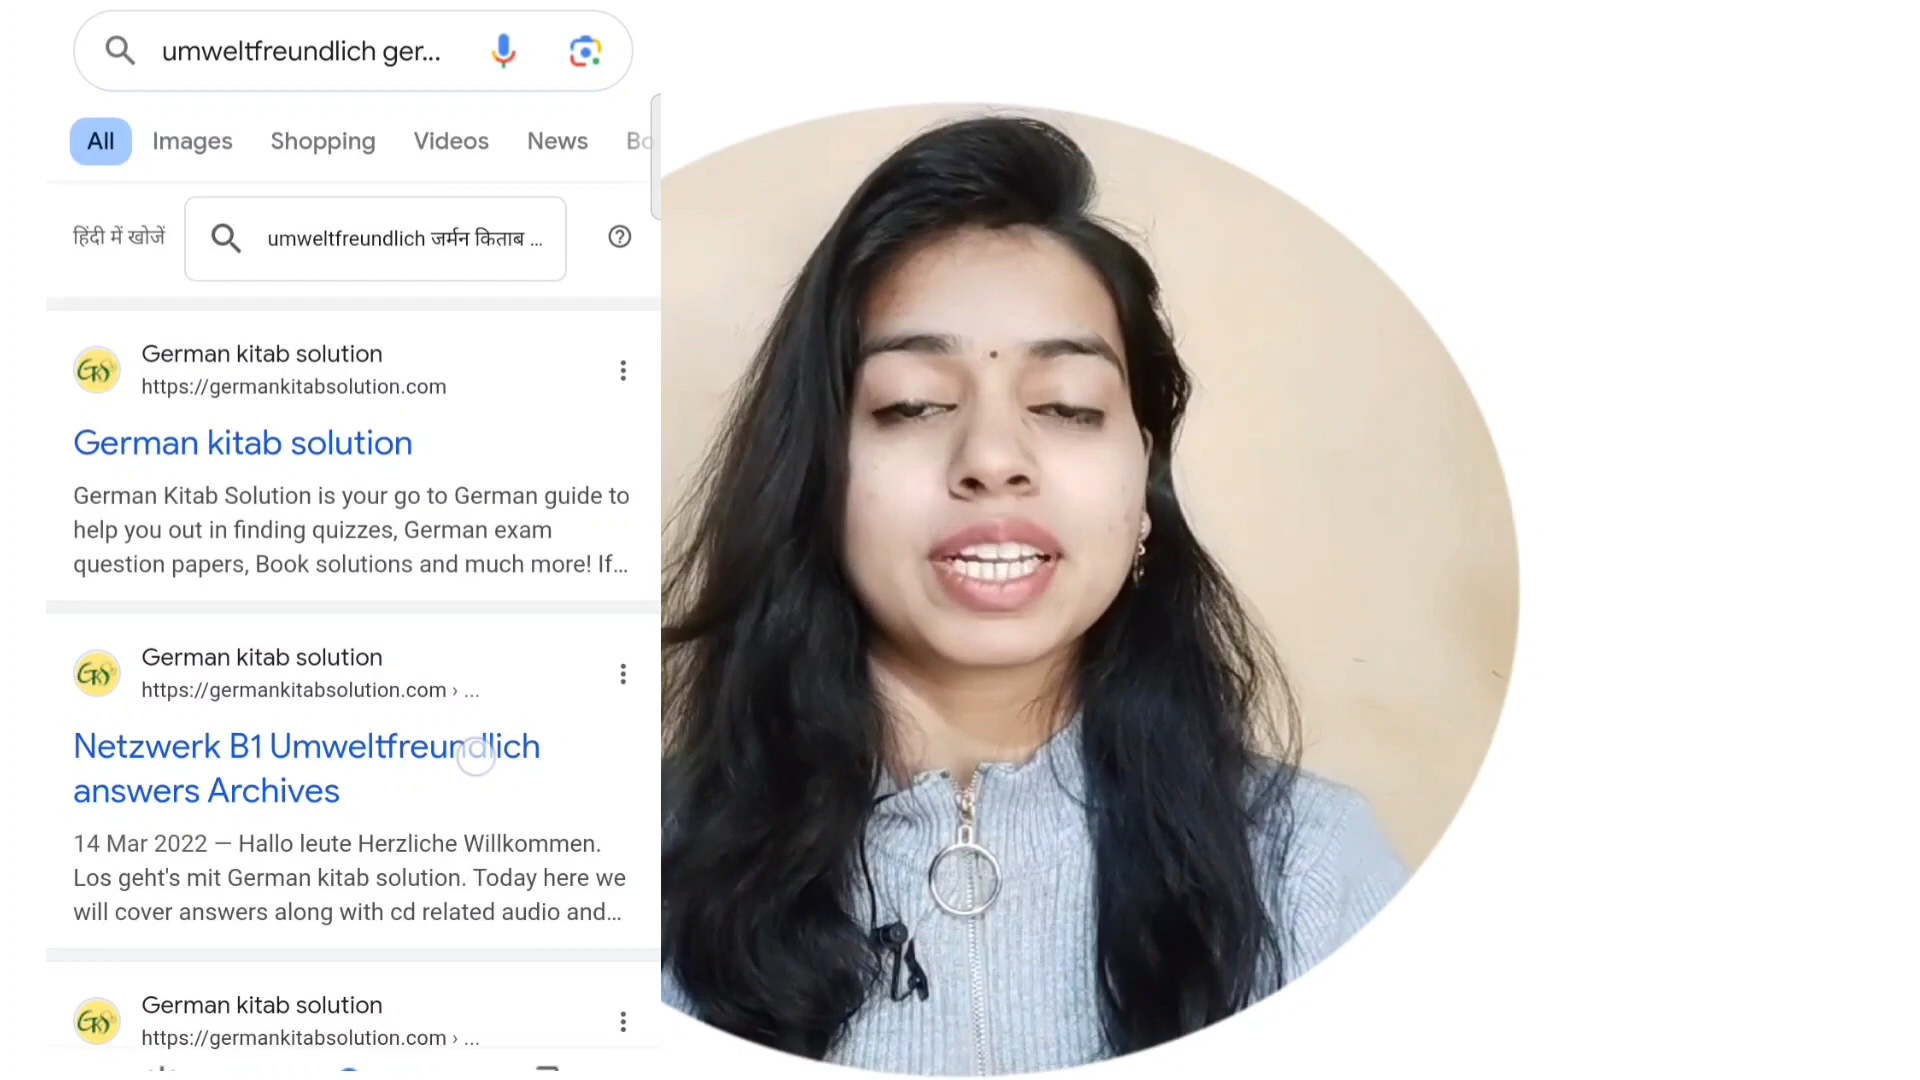 umweltfreundlich ger...
All Images Shopping Videos News Bo
हिंदी में खोजें umweltfreundlich जर्मन किताब ...
German kitab solution
https://germankitabsolution.com
German kitab solution
German Kitab Solution is your go to German guide to
help you out in finding quizzes, German exam
question papers, Book solutions and much more! If...
German kitab solution
https://germankitabsolution.com › ...
Netzwerk B1 Umweltfreundlich
answers Archives
14 Mar 2022 — Hallo leute Herzliche Willkommen.
Los geht's mit German kitab solution. Today here we
will cover answers along with cd related audio and...
German kitab solution
https://germankitabsolution.com › ...